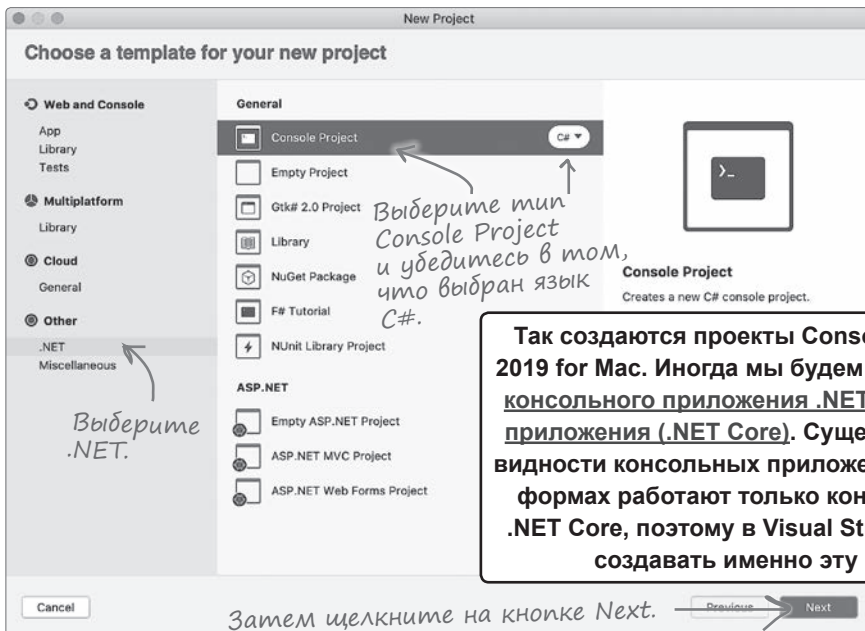 New Project
Choose a template for your new project
Web and Console
App
Library
Tests
Multiplatform
Library
Cloud
General
Other
.NET
Miscellaneous
Выберите
.NET.
General
Console Project
C#
Empty Project
Gtk# 2.0 Project
Library
NuGet Package
F# Tutorial
NUnit Library Project
Выберите тип
Console Project
и убедитесь в том,
что выбран язык
C#.
ASP.NET
Empty ASP.NET Project
ASP.NET MVC Project
ASP.NET Web Forms Project
Console Project
Creates a new C# console project.
Так создаются проекты Conso
2019 for Mac. Иногда мы будем
консольного приложения .NET
приложения (.NET Core). Суще
видности консольных приложе
формах работают только кон
.NET Core, поэтому в Visual St
создавать именно эту
Cancel
Затем щелкните на кнопке Next.
Previous
Next